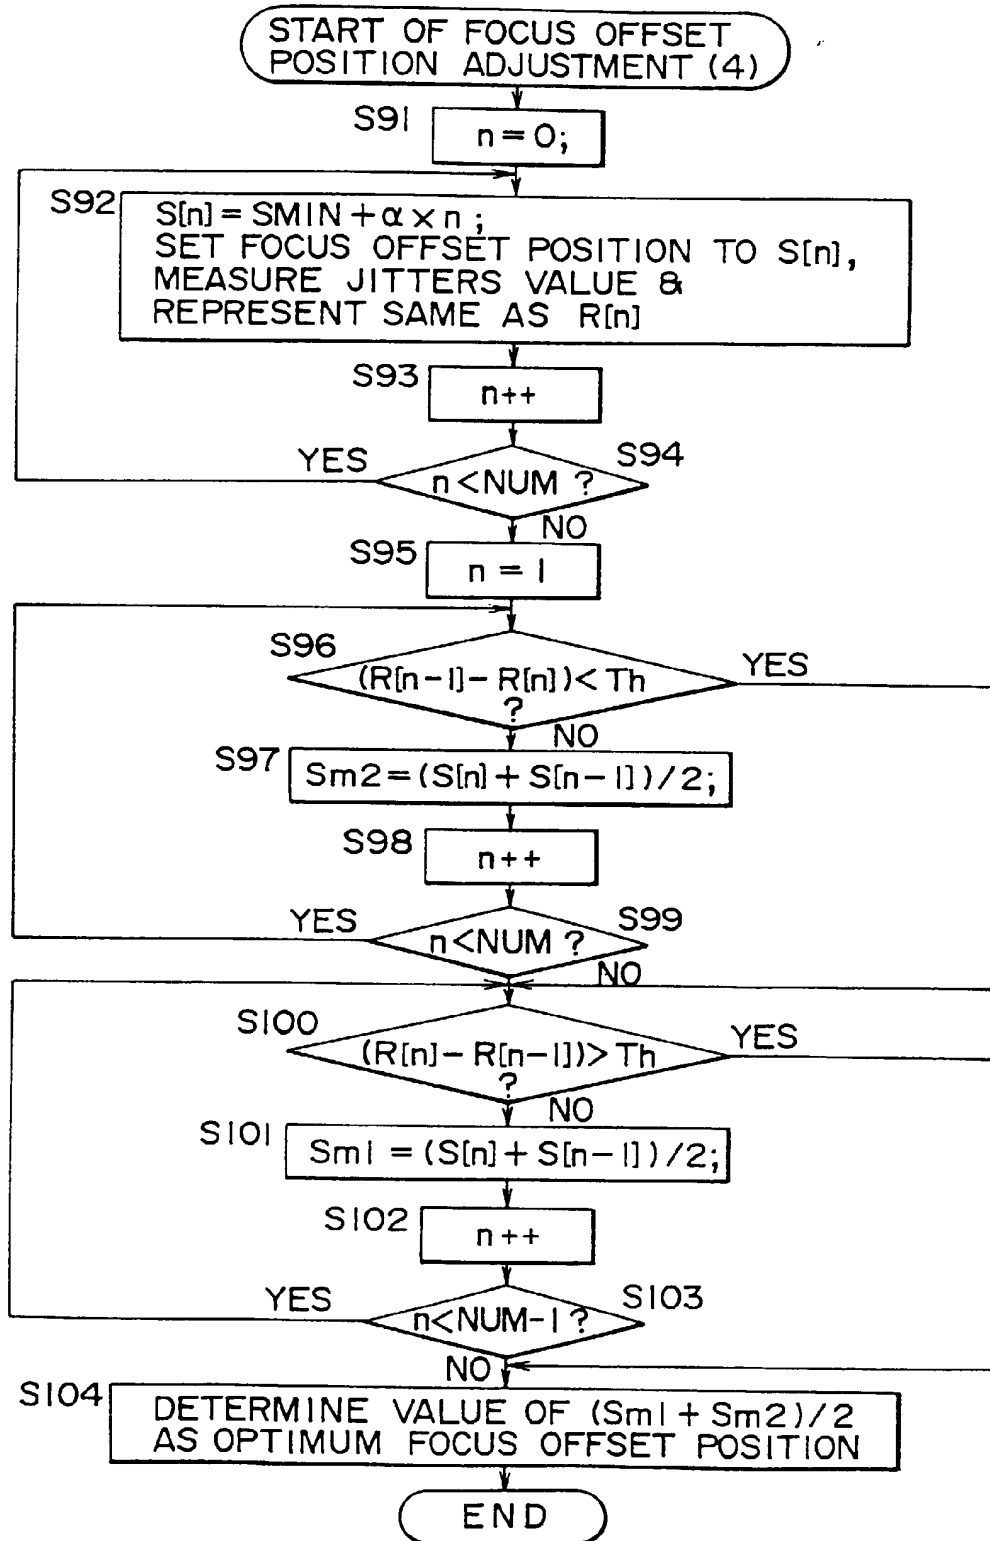 START OF FOCUS OFFSET
POSITION ADJUSTMENT (4)
S91
n=0;
S92
S[n]=SMIN+α×n;
SET FOCUS OFFSET POSITION TO S[n],
MEASURE JITTERS VALUE &
REPRESENT SAME AS R[n]
S93
n++
YES
S94
n<NUM ?
NO
S95
n = 1
S96
YES
(R[n-1]-R[n])<Th
?
NO
S97
Sm2=(S[n]+S[n-1])/2;
S98
n++
YES
S99
n<NUM ?
NO
S100
YES
(R[n]-R[n-1])>Th
?
NO
S101
Sm1=(S[n]+S[n-1])/2;
S102
n++
YES
S103
n<NUM-1?
NO
S104
DETERMINE VALUE OF (Sm1+Sm2)/2
AS OPTIMUM FOCUS OFFSET POSITION
END